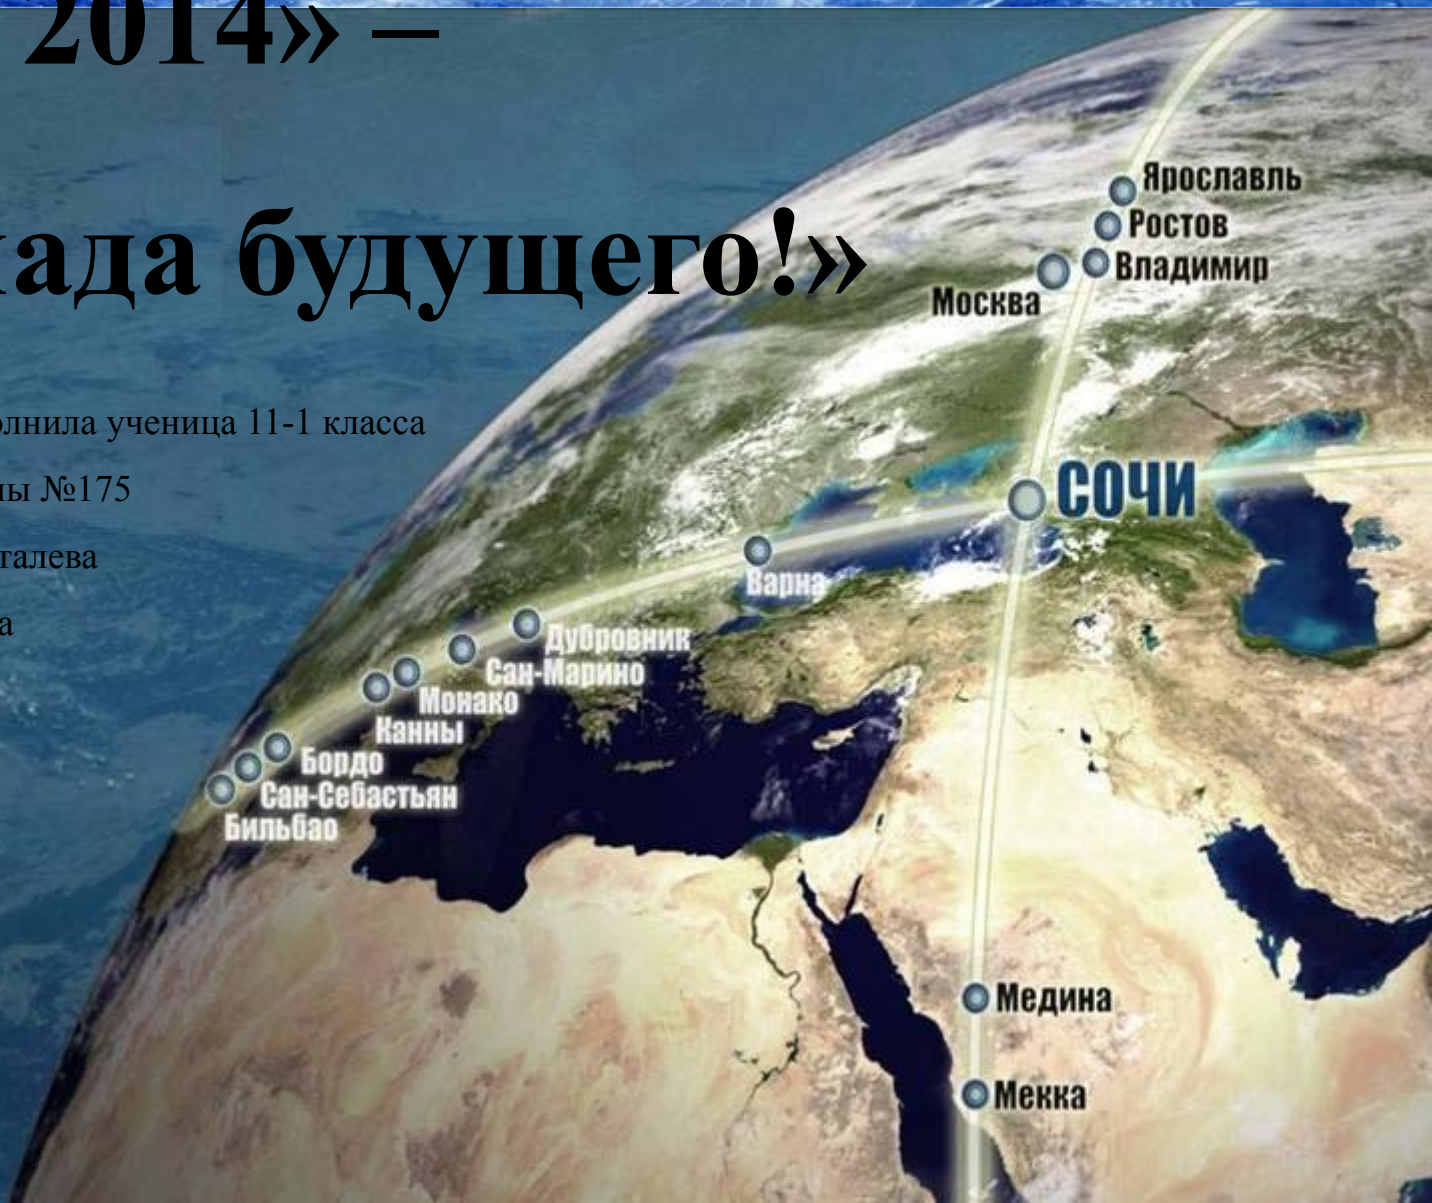 2014» –
ада будущего!»
олнила ученица 11-1 класса
ы №175
талева
а
Ярославль
Ростов
Владимир
Москва
СОЧИ
Варна
Дубровник
Сан-Марино
Монако
Канны
Бордо
Сан-Себастьян
Бильбао
Медина
Мекка